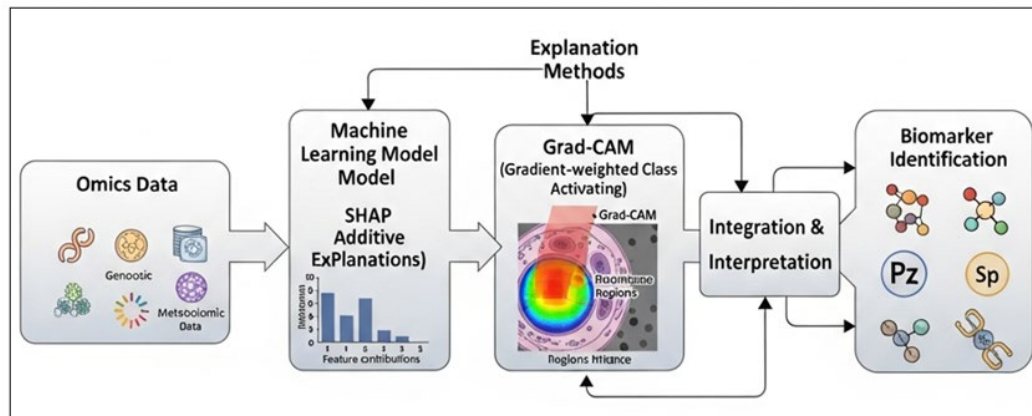 Explanation
Methods
Omics Data
Genootic
Metsoolomic
Data
Machine
Learning Model
Model
SHAP
Additive
ExPlanations)
Feature contributions
Grad-CAM
(Gradient-weighted Class
Activating)
Grad-CAM
Regions
Integration &
Interpretation
Biomarker
Identification
Pz
Sp